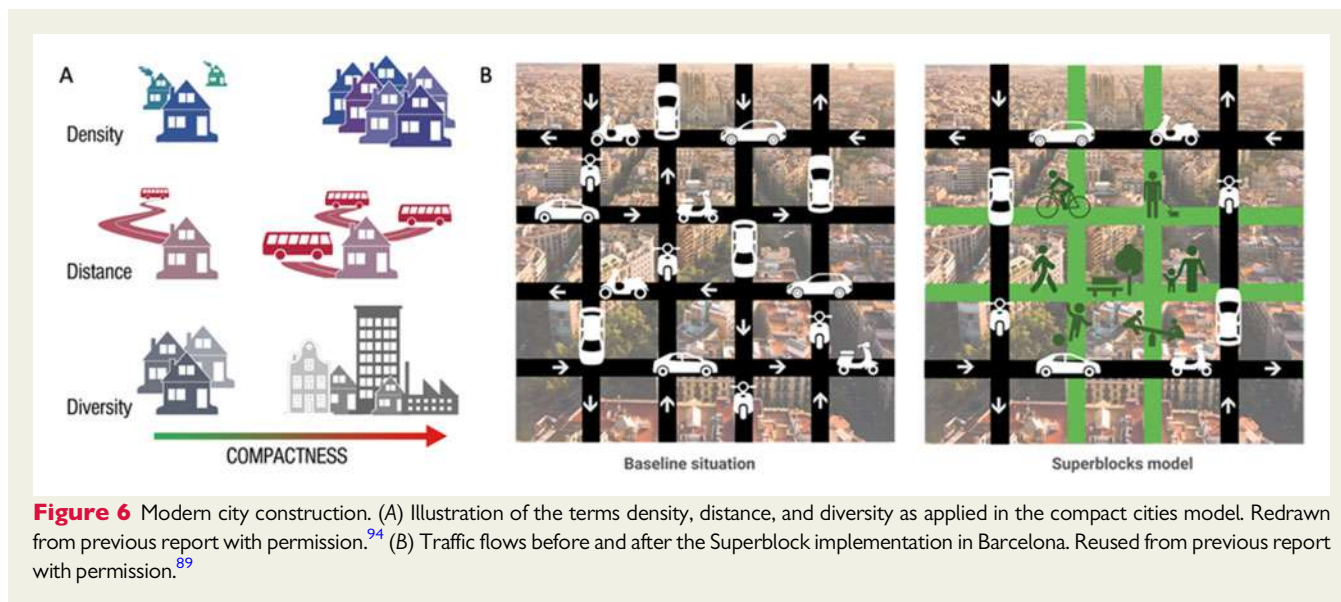 A
B
Density
Distance
Diversity
COMPACTNESS
Baseline situation
Superblocks model
Figure 6 Modern city construction. (A) Illustration of the terms density, distance, and diversity as applied in the compact cities model. Redrawn
from previous report with permission.94 (B) Traffic flows before and after the Superblock implementation in Barcelona. Reused from previous report
with permission.89